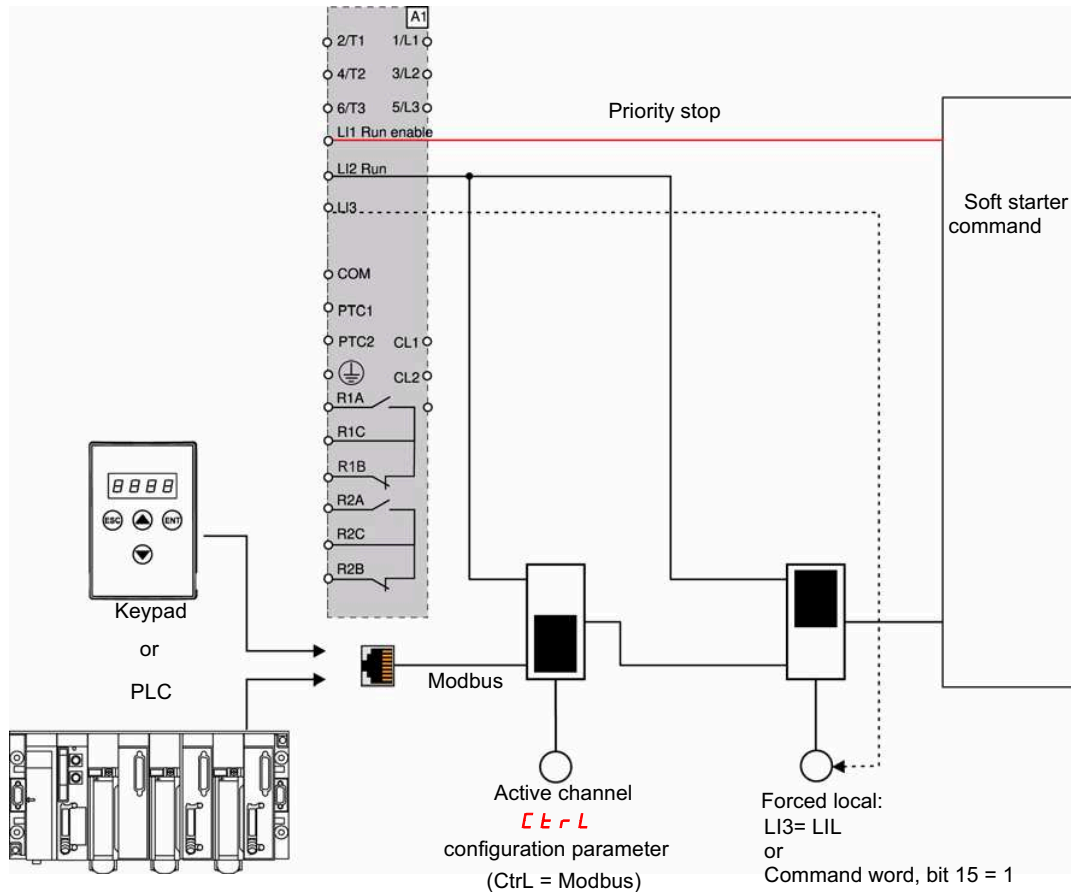 A1
2/T1 1/L1
4/T2 3/L2
6/T3 5/L3
LI1 Run enable
Priority stop
LI2 Run
LI3
Soft starter
command
COM
PTC1
PTC2 CL1
CL2
R1A
R1C
R1B
R2A
R2C
R2B
8888
ESC ENT
Keypad
or
PLC
Modbus
Active channel
CtrL
configuration parameter
(CtrL = Modbus)
Forced local:
LI3= LIL
or
Command word, bit 15 = 1